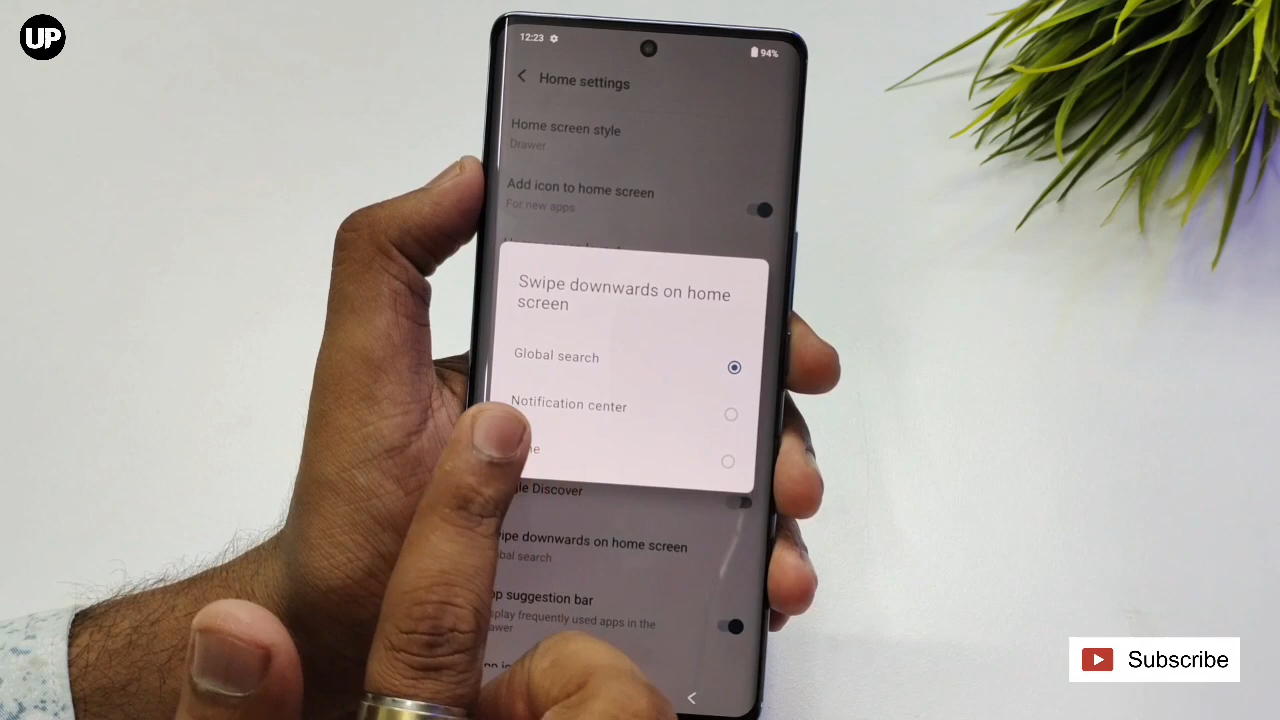 UP
12:23
94%
Home settings
Home screen style
Drawer
Add icon to home screen
For new apps
Swipe downwards on home
screen
Global search
Notification center
Discover
downwards on home screen
search
suggestion bar
frequently used apps in the
Subscribe